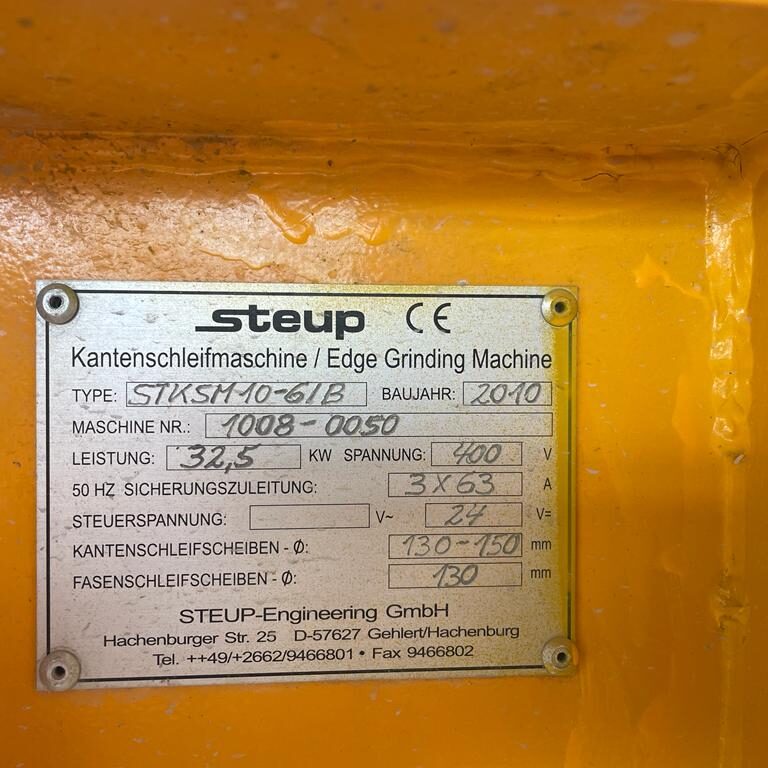 steup CE
Kantenschleifmaschine / Edge Grinding Machine
TYPE: STKSM10-6/B BAUJAHR: 2010
MASCHINE NR.: 1008-0050
LEISTUNG: 32,5 KW SPANNUNG: 400 V
50 HZ SICHERUNGSZULEITUNG: 3X63 A
STEUERSPANNUNG: V~ 24 V=
KANTENSCHLEIFSCHEIBEN - Ø: 130-150 mm
FASENSCHLEIFSCHEIBEN - Ø: 130 mm
STEUP-Engineering GmbH
Hachenburger Str. 25 D-57627 Gehlert/Hachenburg
Tel. ++49/+2662/9466801 • Fax 9466802